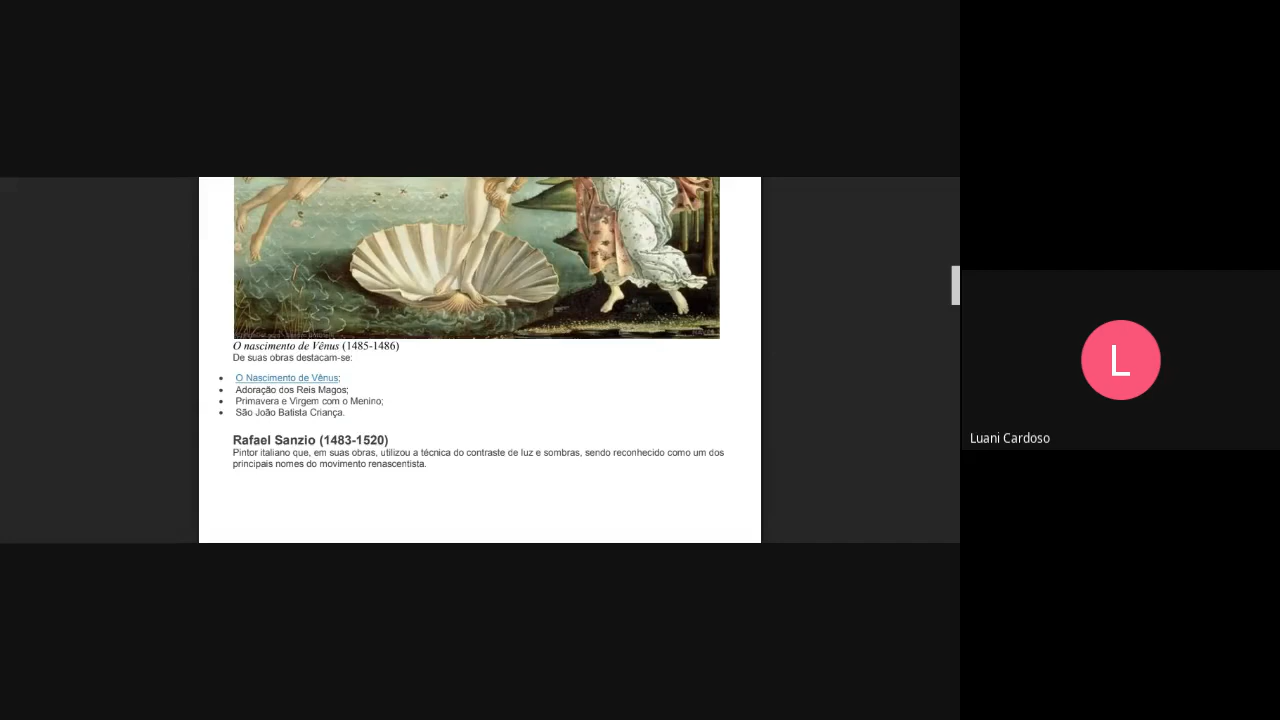 O nascimento de Vênus (1485-1486)
De suas obras destacam-se:
• O Nascimento de Vênus;
• Adoração dos Reis Magos;
• Primavera e Virgem com o Menino;
• São João Batista Criança.
Rafael Sanzio (1483-1520)
Pintor italiano que, em suas obras, utilizou a técnica do contraste de luz e sombras, sendo reconhecido como um dos
principais nomes do movimento renascentista.
L
Luani Cardoso